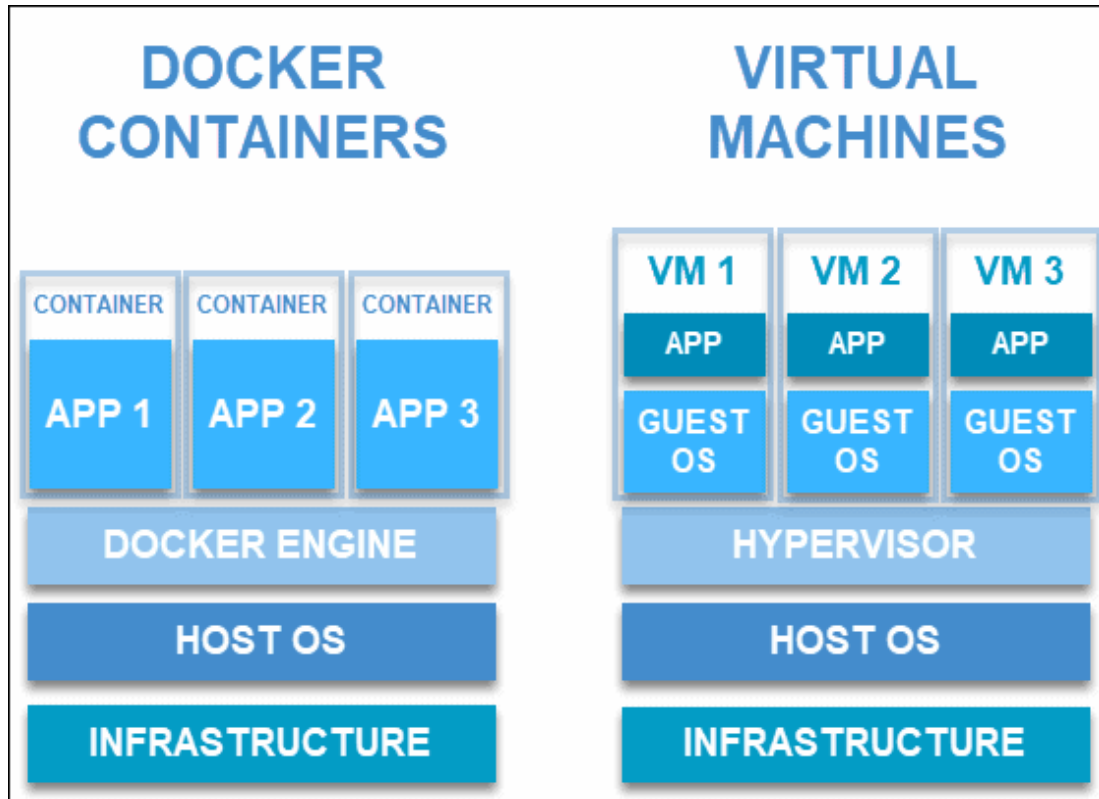 DOCKER
CONTAINERS
CONTAINER
APP 1
CONTAINER
APP 2
CONTAINER
APP 3
DOCKER ENGINE
HOST OS
INFRASTRUCTURE
VIRTUAL
MACHINES
VM 1
APP
GUEST
OS
VM 2
APP
GUEST
OS
VM 3
APP
GUEST
OS
HYPERVISOR
HOST OS
INFRASTRUCTURE